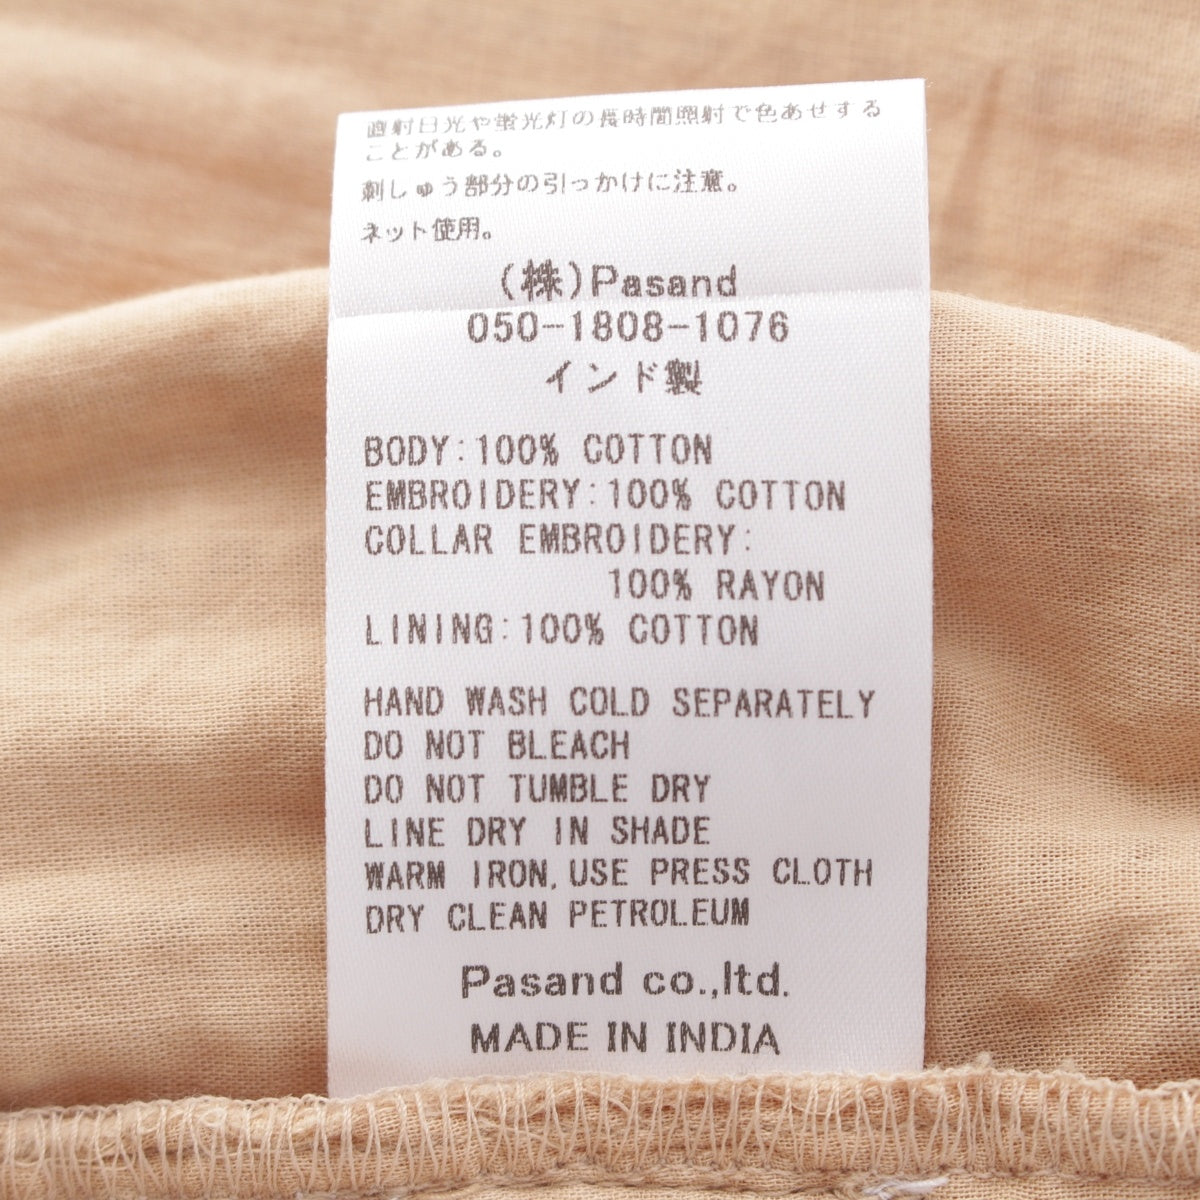 直射日光や蛍光灯の長時間照射で色あせする
ことがある。
刺しゅう部分の引っかけに注意。
ネット使用。
(株)Pasand
050-1808-1076
インド製
BODY:100% COTTON
EMBROIDERY:100% COTTON
COLLAR EMBROIDERY:
100% RAYON
LINING:100% COTTON
HAND WASH COLD SEPARATELY
DO NOT BLEACH
DO NOT TUMBLE DRY
LINE DRY IN SHADE
WARM IRON,USE PRESS CLOTH
DRY CLEAN PETROLEUM
Pasand co.,ltd.
MADE IN INDIA